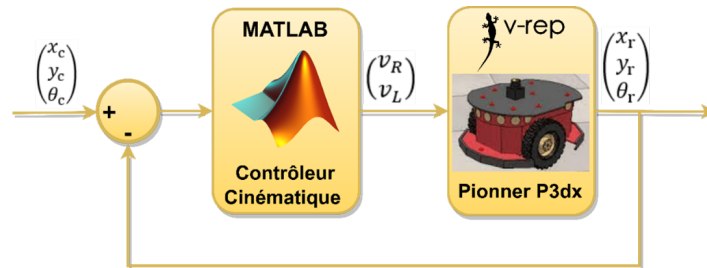 MATLAB
v-rep
x_c
y_c
θ_c
+
-
v_R
v_L
x_r
y_r
θ_r
Contrôleur
Cinématique
Pionner P3dx